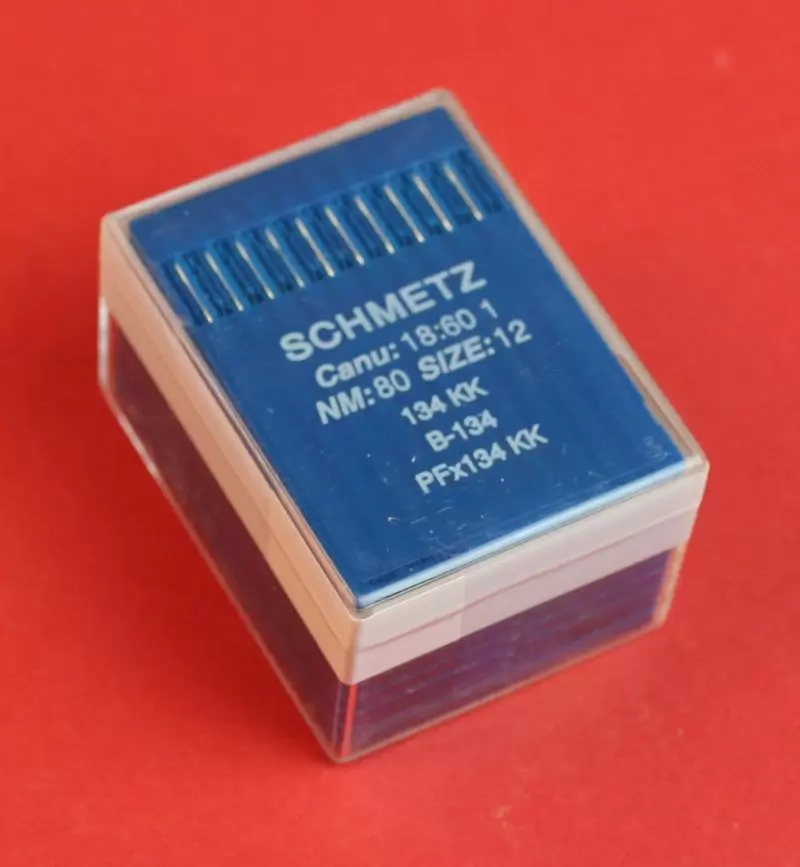 SCHMETZ
Canu: 18:60 1
NM: 80 SIZE: 12
134 KK
B-134
PFx134 KK